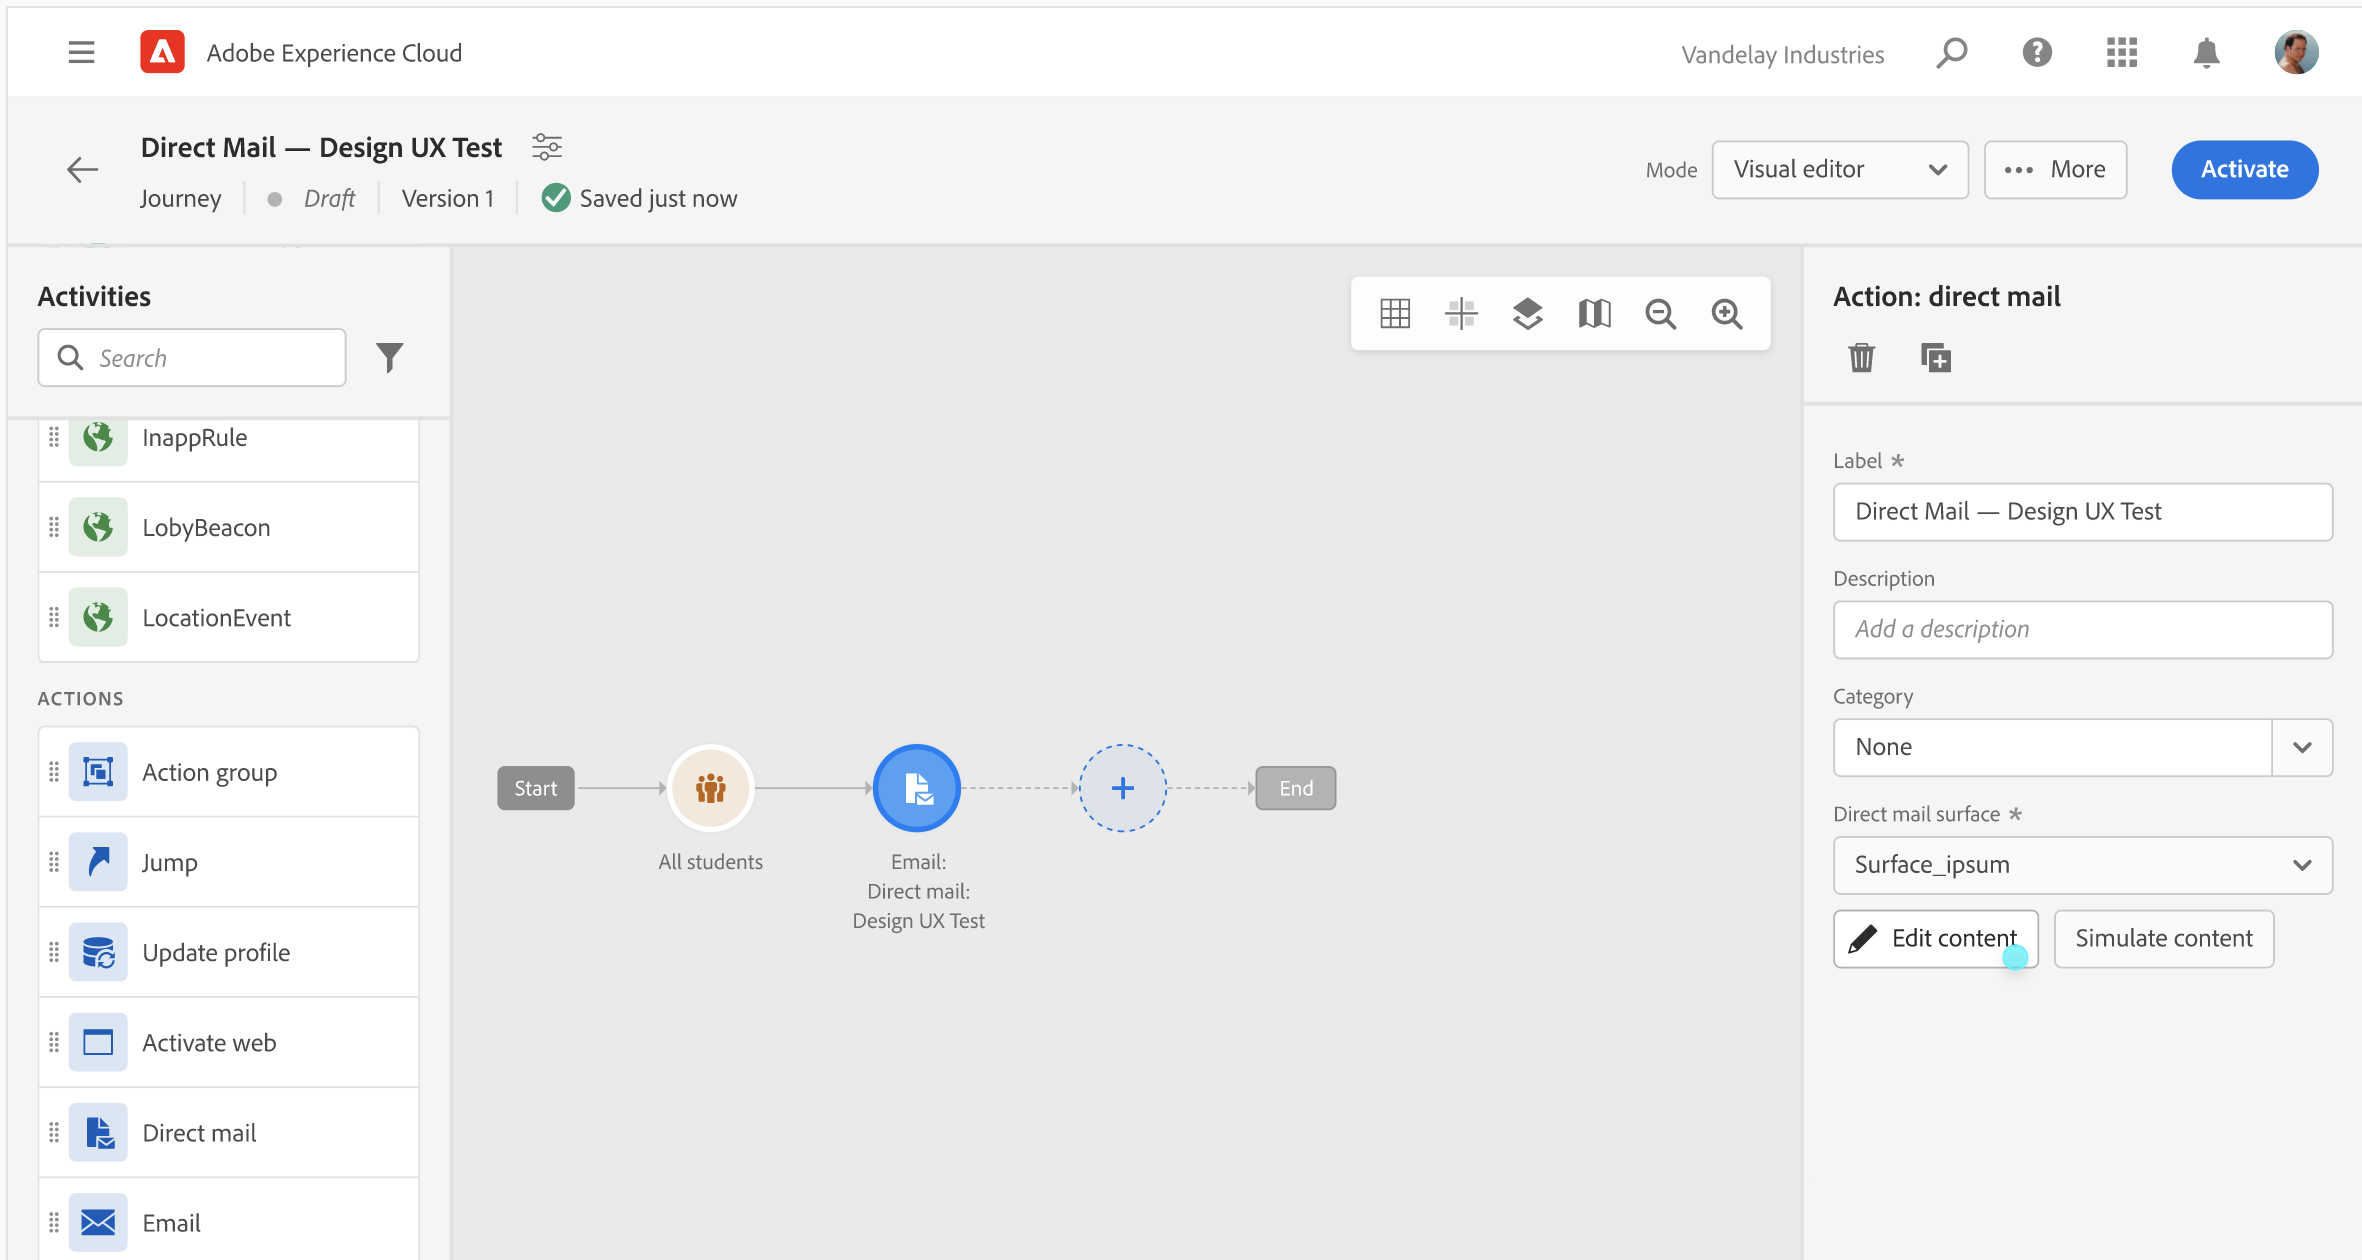 Adobe Experience Cloud
Vandelay Industries
Direct Mail — Design UX Test
Journey
Draft
Version 1
Saved just now
Mode
Visual editor
More
Activate
Activities
Search
InappRule
LobyBeacon
LocationEvent
ACTIONS
Action group
Jump
Update profile
Activate web
Direct mail
Email
Start
All students
Email:
Direct mail:
Design UX Test
End
Action: direct mail
Label *
Direct Mail — Design UX Test
Description
Add a description
Category
None
Direct mail surface *
Surface_ipsum
Edit content
Simulate content